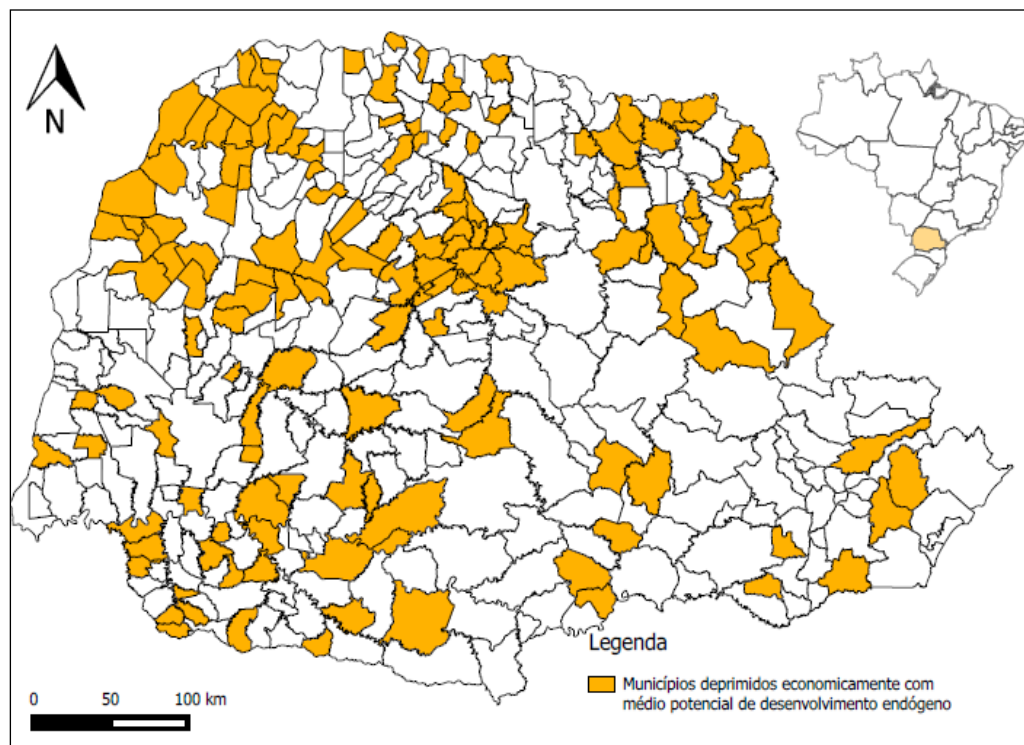 N
Legenda
Municípios deprimidos economicamente com
médio potencial de desenvolvimento endógeno
0 50 100 km